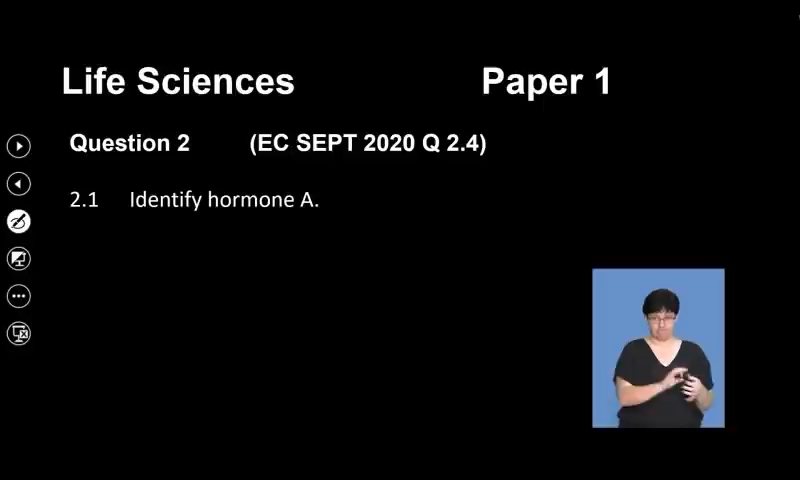 Life Sciences Paper 1
Question 2 (EC SEPT 2020 Q 2.4)
2.1 Identify hormone A.